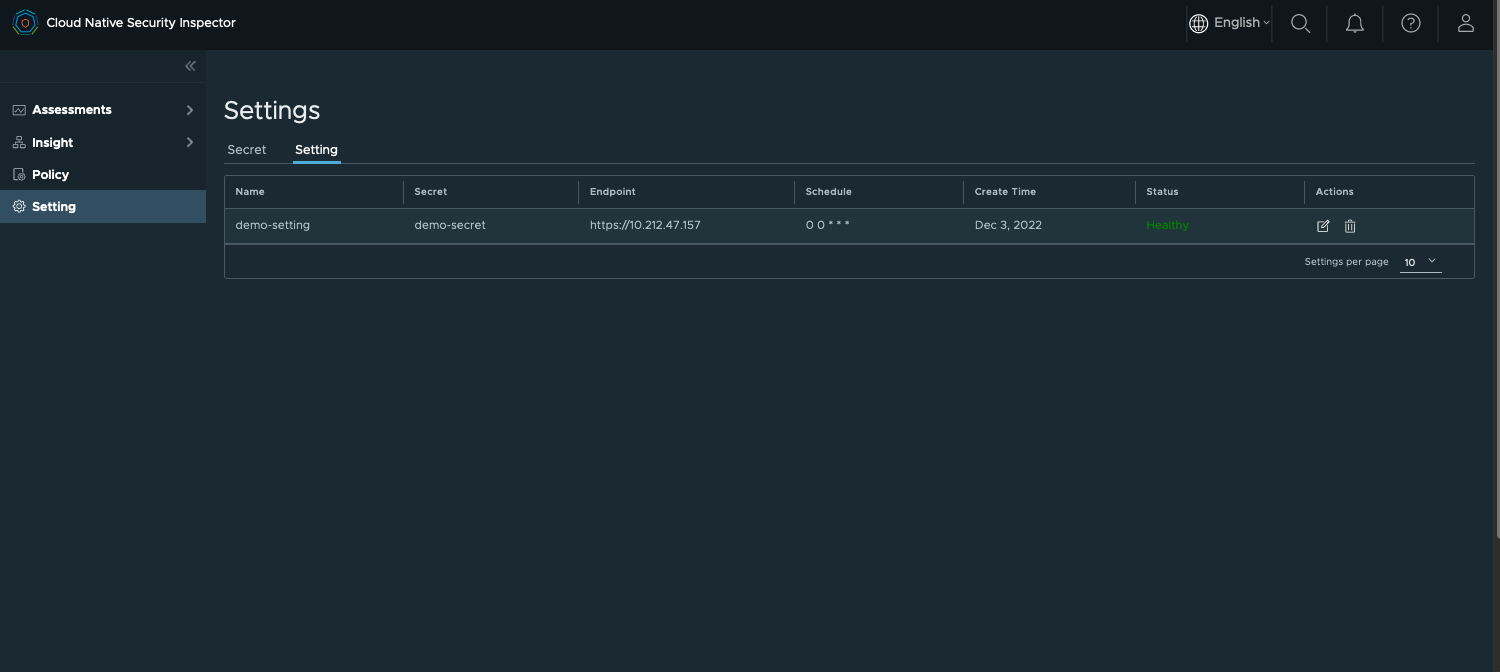 Cloud Native Security Inspector
English
Assessments
Insight
Policy
Setting
Settings
Secret Setting
Name Secret Endpoint Schedule Create Time Status Actions
demo-setting demo-secret https://10.212.47.157 0 0 * * * Dec 3, 2022 Healthy
Settings per page 10